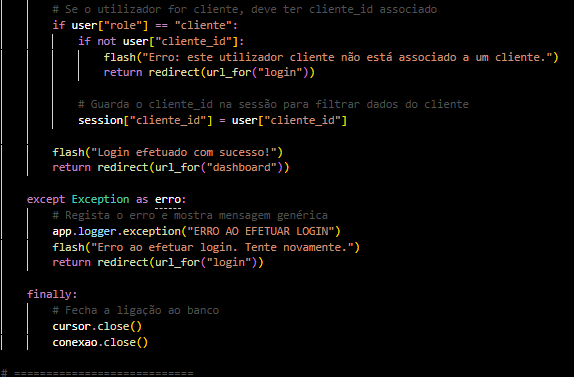 # Se o utilizador for cliente, deve ter cliente_id associado
if user["role"] == "cliente":
if not user["cliente_id"]:
flash("Erro: este utilizador cliente não está associado a um cliente.")
return redirect(url_for("login"))
# Guarda o cliente_id na sessão para filtrar dados do cliente
session["cliente_id"] = user["cliente_id"]
flash("Login efetuado com sucesso!")
return redirect(url_for("dashboard"))
except Exception as erro:
# Regista o erro e mostra mensagem genérica
app.logger.exception("ERRO AO EFETUAR LOGIN")
flash("Erro ao efetuar login. Tente novamente.")
return redirect(url_for("login"))
finally:
# Fecha a ligação ao banco
cursor.close()
conexao.close()
# ============================